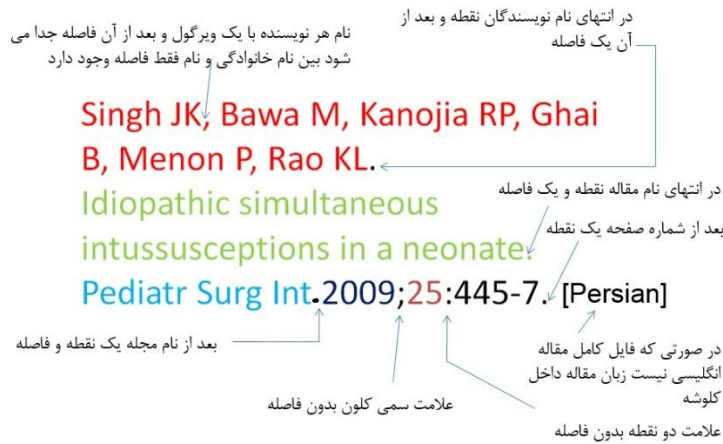 در انتهای نام نویسندگان نقطه و بعد از
آن یک فاصله
نام هر نویسنده با یک ویرگول و بعد از آن فاصله جدا می
شود بین نام خانوادگی و نام فقط فاصله وجود دارد
Singh JK, Bawa M, Kanojia RP, Ghai
B, Menon P, Rao KL.
در انتهای نام مقاله نقطه و یک فاصله
Idiopathic simultaneous
intussusceptions in a neonate.
بعد از شماره صفحه یک نقطه
Pediatr Surg Int.2009;25:445-7. [Persian]
بعد از نام مجله یک نقطه و فاصله
در صورتی که فایل کامل مقاله
انگلیسی نیست زبان مقاله داخل
کلوشه
علامت سمی کلون بدون فاصله
علامت دو نقطه بدون فاصله